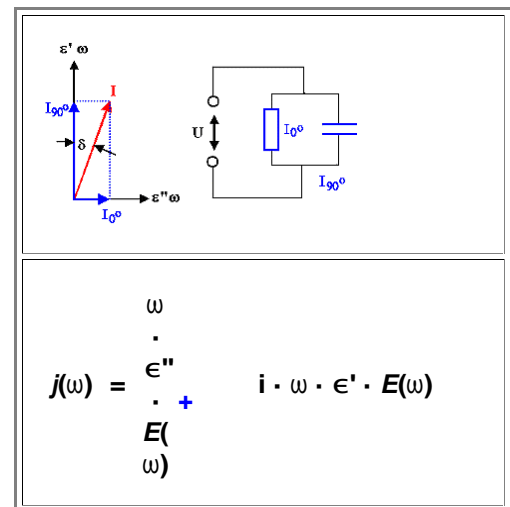 ε' ω
I
I90°
U
I0°
δ
I90°
ε"ω
I0°
ω
·
ϵ"
j(ω) = · + i · ω · ϵ' · E(ω)
E(
ω)